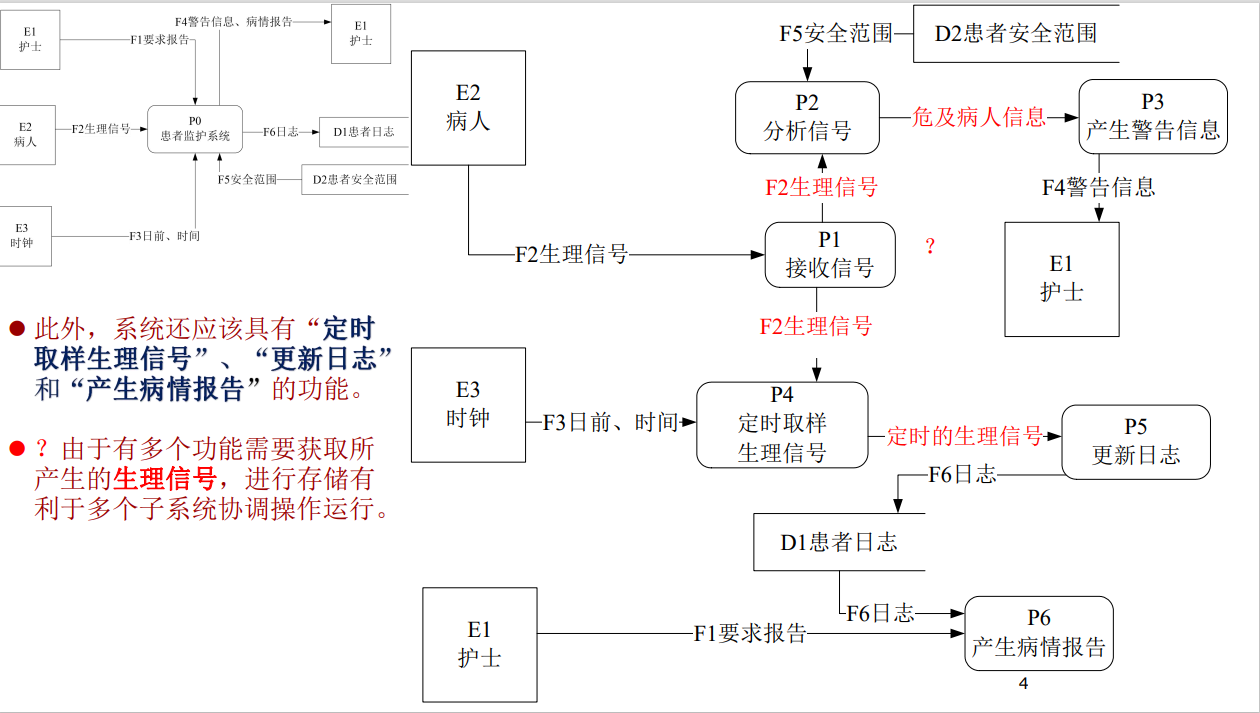 F4警告信息、病情报告
E1
护士
F1要求报告
E1
护士
E2
病人
F2生理信号
P0
患者监护系统
F6日志
D1患者日志
F5安全范围
D2患者安全范围
E3
时钟
F3日前、时间
●此外，系统还应该具有“定时
取样生理信号”、“更新日志”
和“产生病情报告”的功能。
●？由于有多个功能需要获取所
产生的生理信号，进行存储有
利于多个子系统协调操作运行。
F5安全范围
D2患者安全范围
E2
病人
P2
分析信号
危及病人信息
P3
产生警告信息
F2生理信号
F4警告信息
F2生理信号
P1
接收信号
？
E1
护士
F2生理信号
E3
时钟
F3日前、时间
P4
定时取样
生理信号
定时的生理信号
P5
更新日志
F6日志
D1患者日志
F6日志
E1
护士
F1要求报告
P6
产生病情报告
4